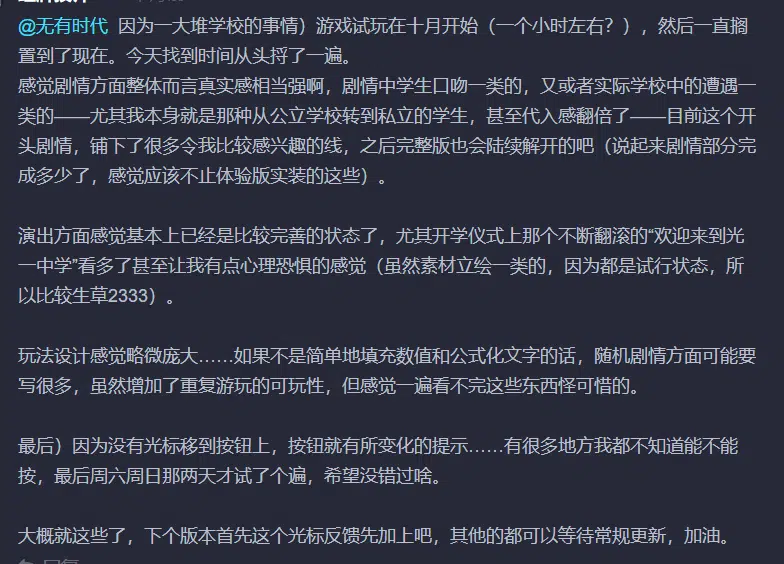 @无有时代 因为一大堆学校的事情）游戏试玩在十月开始（一个小时左右？），然后一直搁
置到了现在。今天找到时间从头捋了一遍。
感觉剧情方面整体而言真实感相当强啊，剧情中学生口吻一类的，又或者实际学校中的遭遇一
类的——尤其我本身就是那种从公立学校转到私立的学生，甚至代入感翻倍了——目前这个开
头剧情，铺下了很多令我比较感兴趣的线，之后完整版也会陆续解开的吧（说起来剧情部分完
成多少了，感觉应该不止体验版实装的这些）。
演出方面感觉基本上已经是比较完善的状态了，尤其开学仪式上那个不断翻滚的“欢迎来到光
一中学”看多了甚至让我有点心理恐惧的感觉（虽然素材立绘一类的，因为都是试行状态，所
以比较生草2333）。
玩法设计感觉略微庞大……如果不是简单地填充数值和公式化文字的话，随机剧情方面可能要
写很多，虽然增加了重复游玩的可玩性，但感觉一遍看不完这些东西怪可惜的。
最后）因为没有光标移到按钮上，按钮就有所变化的提示……有很多地方我都不知道能不能
按，最后周六周日那两天才试了个遍，希望没错过啥。
大概就这些了，下个版本首先这个光标反馈先加上吧，其他的都可以等待常规更新，加油。